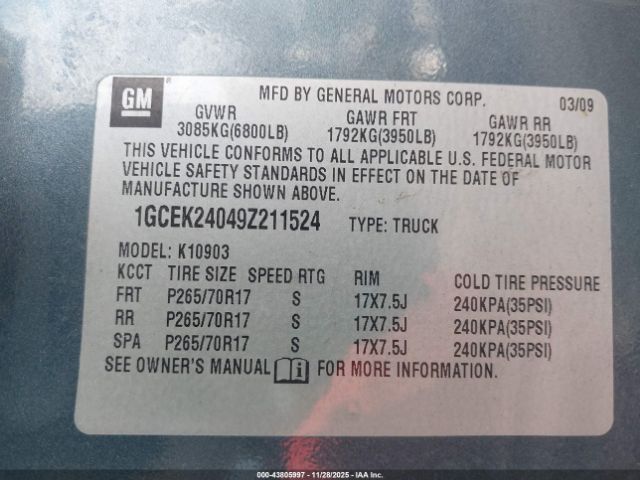 GM
MFD BY GENERAL MOTORS CORP. 03/09
GVWR GAWR FRT GAWR RR
3085KG(6800LB) 1792KG(3950LB) 1792KG(3950LB)
THIS VEHICLE CONFORMS TO ALL APPLICABLE U.S. FEDERAL MOTOR
VEHICLE SAFETY STANDARDS IN EFFECT ON THE DATE OF
MANUFACTURE SHOWN ABOVE.
1GCEK24049Z211524 TYPE: TRUCK
MODEL: K10903
KCCT TIRE SIZE SPEED RTG RIM COLD TIRE PRESSURE
FRT P265/70R17 S 17X7.5J 240KPA(35PSI)
RR P265/70R17 S 17X7.5J 240KPA(35PSI)
SPA P265/70R17 S 17X7.5J 240KPA(35PSI)
SEE OWNER'S MANUAL i FOR MORE INFORMATION.
000-43805997 - 11/28/2025 - IAA Inc.